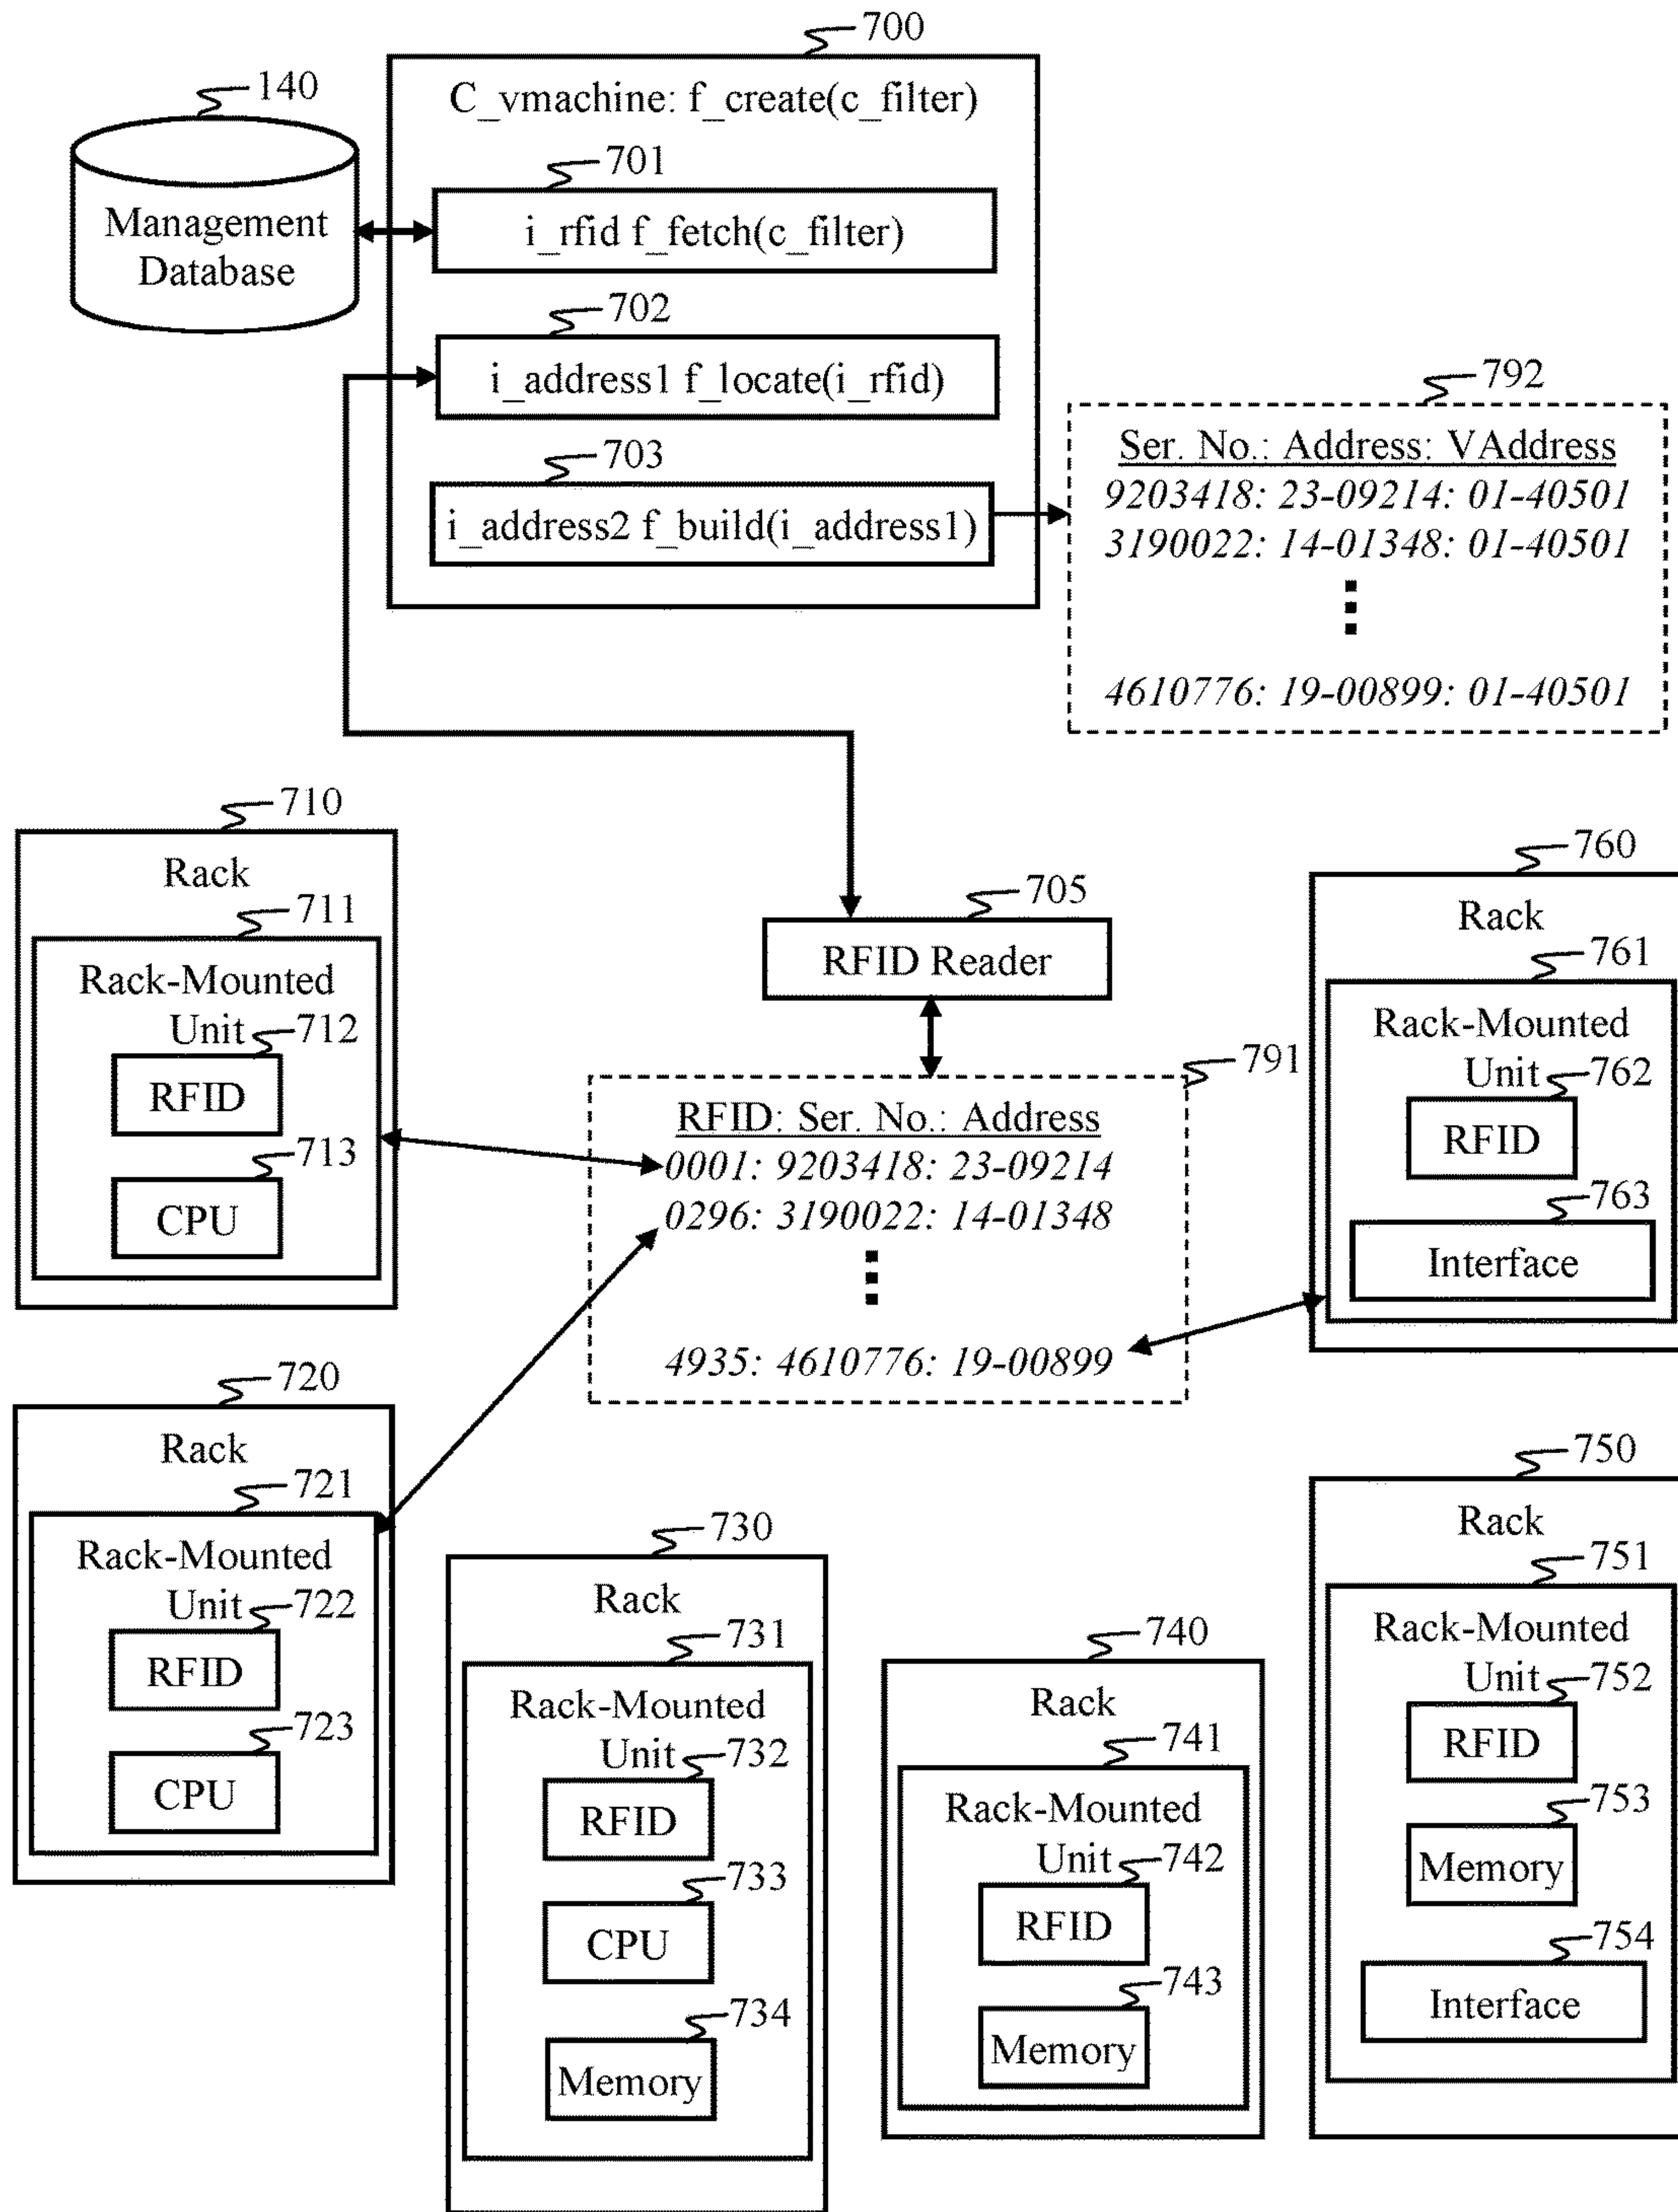 700
140
C_vmachine: f_create(c_filter)
701
Management
Database
i_rfid f_fetch(c_filter)
702
i_address1 f_locate(i_rfid)
792
703
i_address2 f_build(i_address1)
Ser. No.: Address: VAddress
9203418: 23-09214: 01-40501
3190022: 14-01348: 01-40501
4610776: 19-00899: 01-40501
710
Rack
711
Rack-Mounted
Unit
712
RFID
713
CPU
705
RFID Reader
791
RFID: Ser. No.: Address
0001: 9203418: 23-09214
0296: 3190022: 14-01348
4935: 4610776: 19-00899
760
Rack
761
Rack-Mounted
Unit
762
RFID
763
Interface
720
Rack
721
Rack-Mounted
Unit
722
RFID
723
CPU
730
Rack
731
Rack-Mounted
Unit
732
RFID
733
CPU
734
Memory
740
Rack
741
Rack-Mounted
Unit
742
RFID
743
Memory
750
Rack
751
Rack-Mounted
Unit
752
RFID
753
Memory
754
Interface